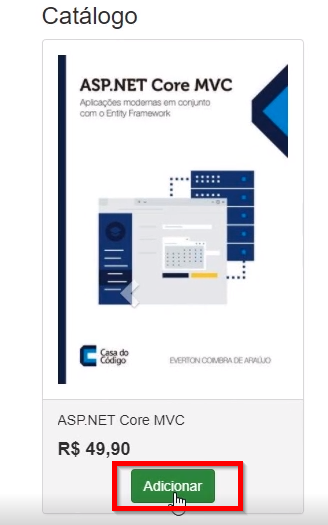 Catálogo
ASP.NET Core MVC
Aplicações modernas em conjunto
com o Entity Framework
Casa do
Código
EVERTON COIMBRA DE ARAÚJO
ASP.NET Core MVC
R$ 49,90
Adicionar